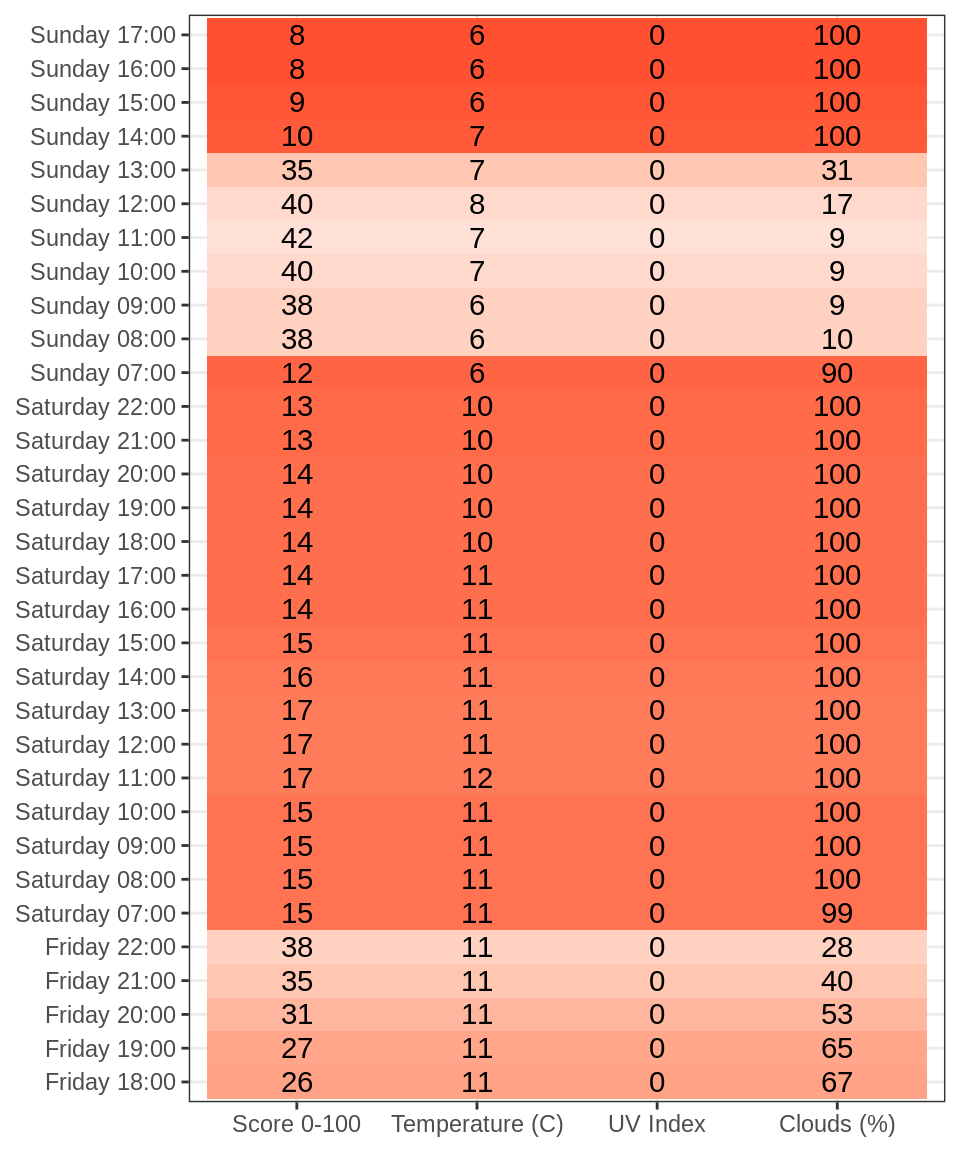 Sunday 17:00 8 6 0 100
Sunday 16:00 8 6 0 100
Sunday 15:00 9 6 0 100
Sunday 14:00 10 7 0 100
Sunday 13:00 35 7 0 31
Sunday 12:00 40 8 0 17
Sunday 11:00 42 7 0 9
Sunday 10:00 40 7 0 9
Sunday 09:00 38 6 0 9
Sunday 08:00 38 6 0 10
Sunday 07:00 12 6 0 90
Saturday 22:00 13 10 0 100
Saturday 21:00 13 10 0 100
Saturday 20:00 14 10 0 100
Saturday 19:00 14 10 0 100
Saturday 18:00 14 10 0 100
Saturday 17:00 14 11 0 100
Saturday 16:00 14 11 0 100
Saturday 15:00 15 11 0 100
Saturday 14:00 16 11 0 100
Saturday 13:00 17 11 0 100
Saturday 12:00 17 11 0 100
Saturday 11:00 17 12 0 100
Saturday 10:00 15 11 0 100
Saturday 09:00 15 11 0 100
Saturday 08:00 15 11 0 100
Saturday 07:00 15 11 0 99
Friday 22:00 38 11 0 28
Friday 21:00 35 11 0 40
Friday 20:00 31 11 0 53
Friday 19:00 27 11 0 65
Friday 18:00 26 11 0 67
Score 0-100 Temperature (C) UV Index Clouds (%)